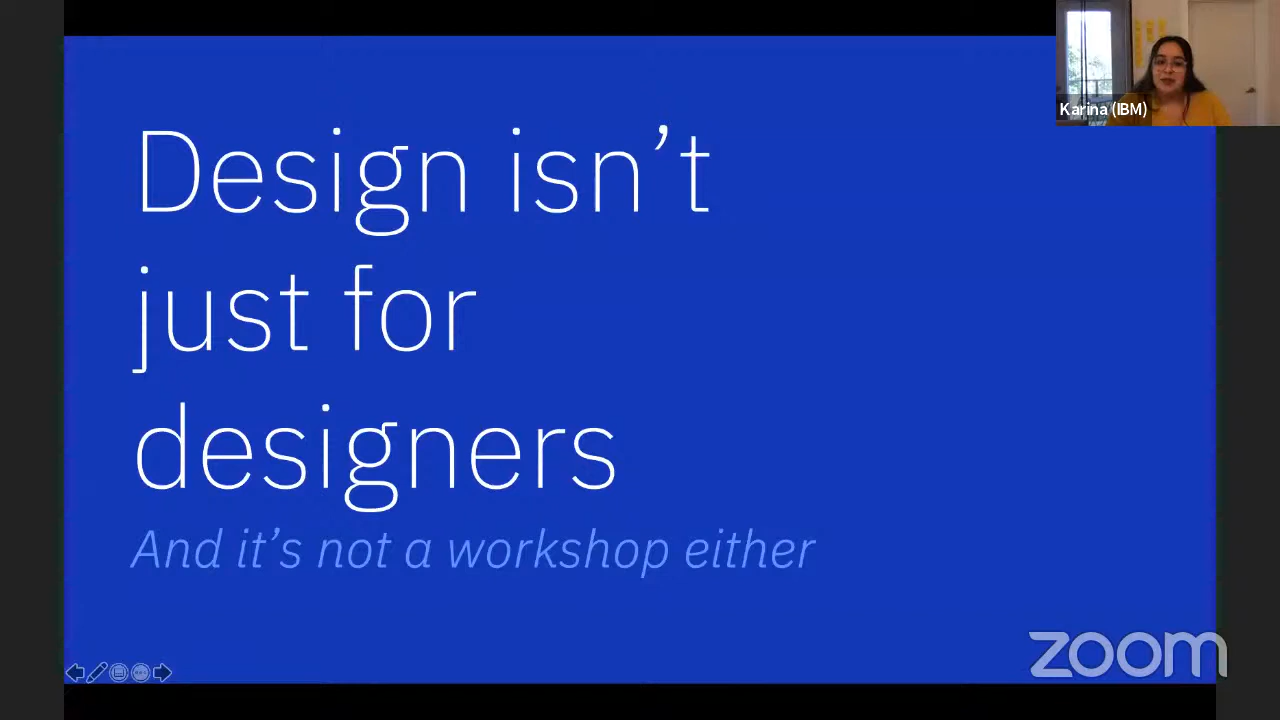 Karina (IBM)
Design isn’t
just for
designers
And it’s not a workshop either
zoom